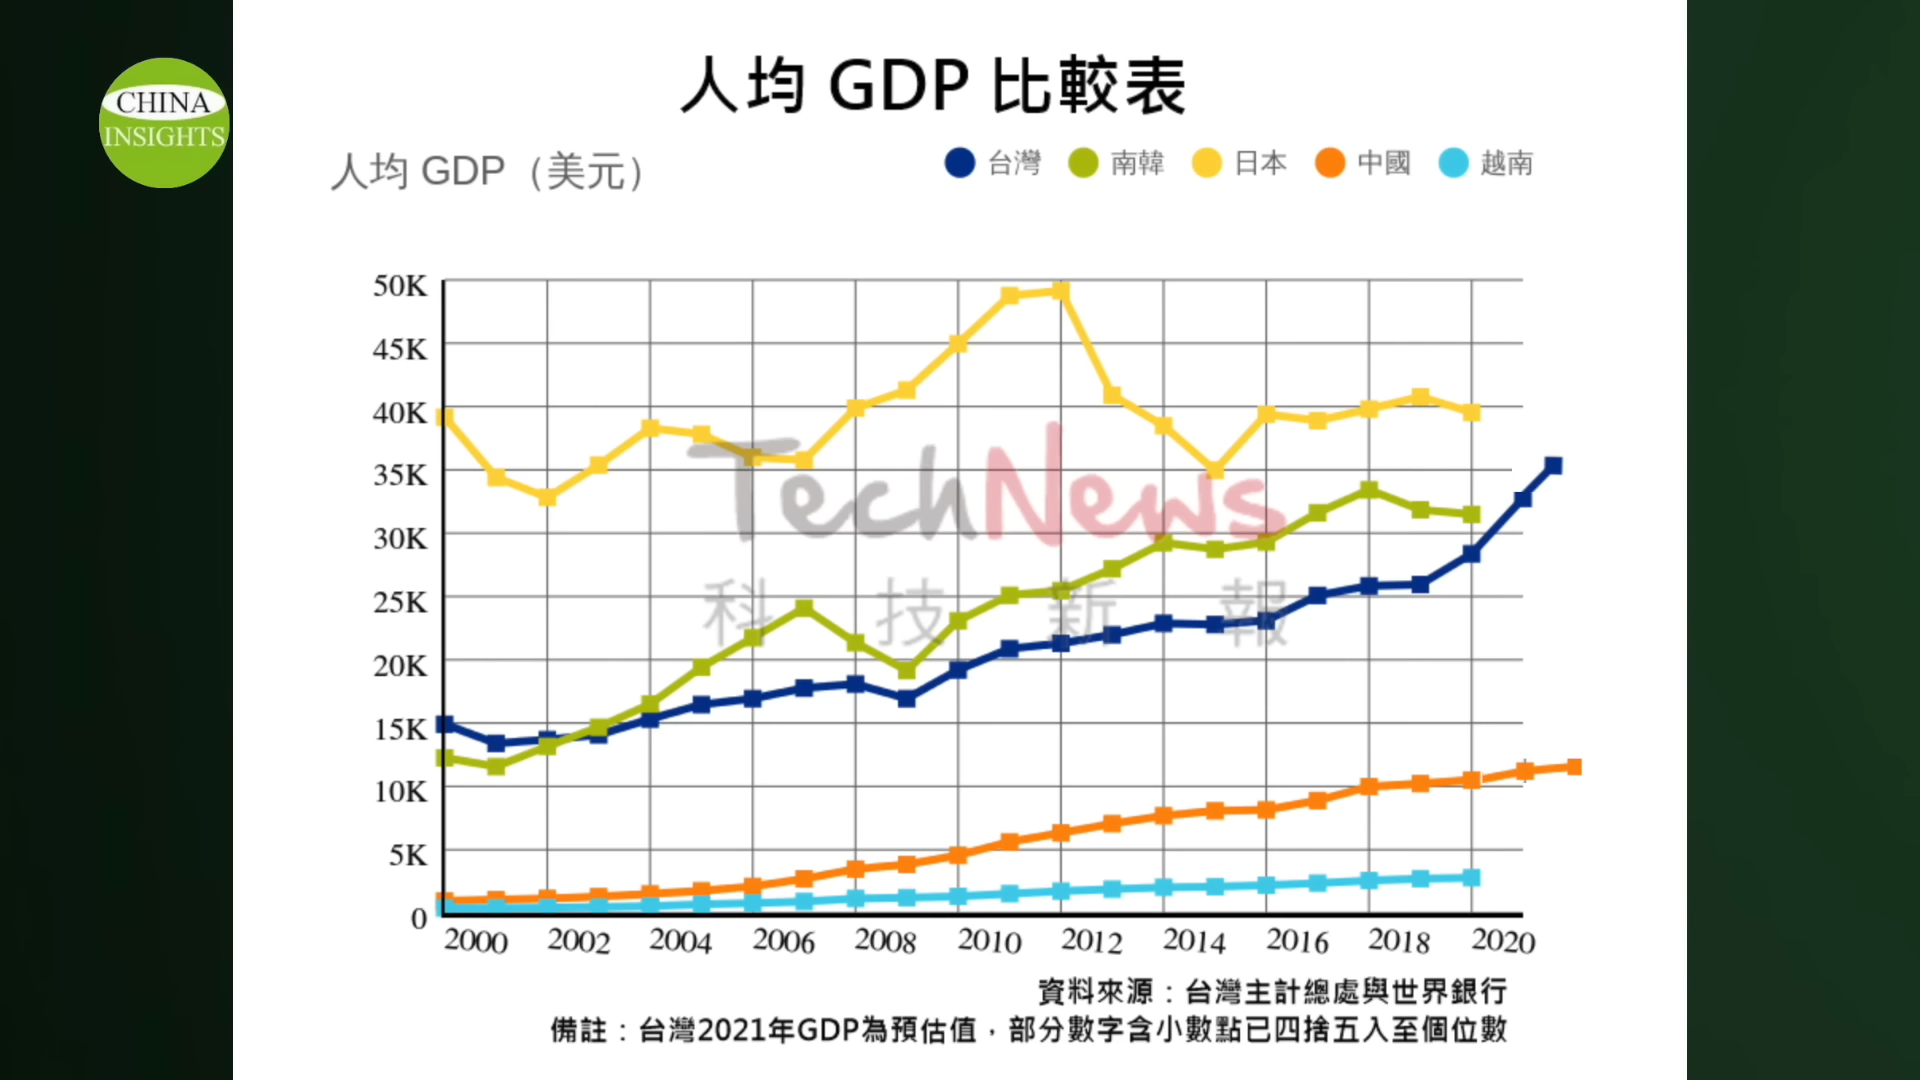 CHINA
INSIGHTS
人均 GDP 比較表
人均 GDP（美元）
台灣 南韓 日本 中國 越南
50K
45K
40K
35K
30K
25K
20K
15K
10K
5K
0
TechNews
科技新報
2000 2002 2004 2006 2008 2010 2012 2014 2016 2018 2020
資料來源：台灣主計總處與世界銀行
備註：台灣2021年GDP為預估值，部分數字含小數點已四捨五入至個位數